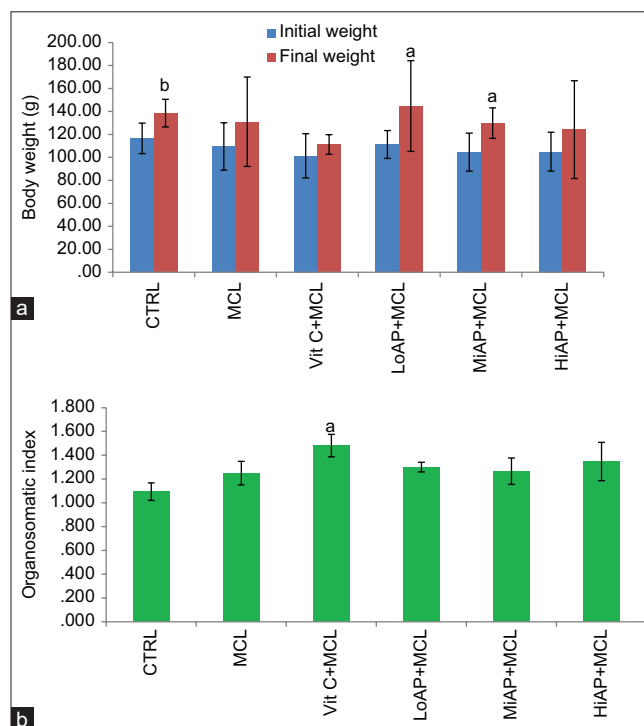 Initial weight
Final weight
Body weight (g)
200.00
180.00
160.00
140.00
120.00
100.00
80.00
60.00
40.00
20.00
.00
b
a
a
CTRL
MCL
Vit C+MCL
LoAP+MCL
MiAP+MCL
HiAP+MCL
a
Organosomatic index
1.800
1.600
1.400
1.200
1.000
.800
.600
.400
.200
.000
a
CTRL
MCL
Vit C+MCL
LoAP+MCL
MiAP+MCL
HiAP+MCL
b